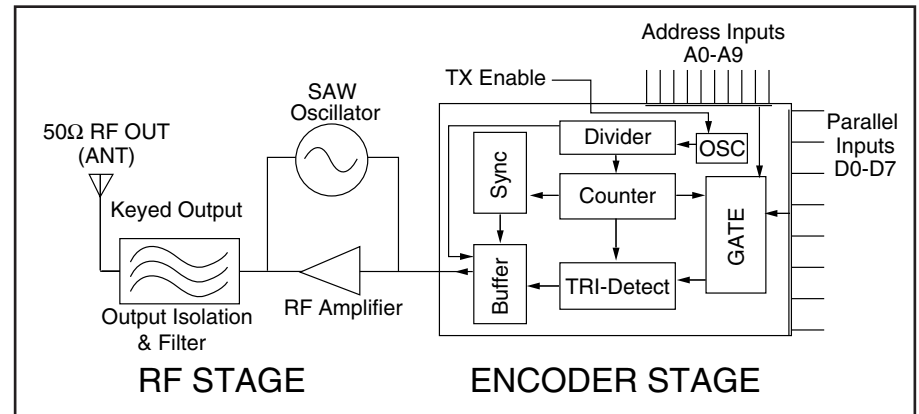 Address Inputs
A0-A9
TX Enable
SAW
Oscillator
50Ω RF OUT
(ANT)
Divider
OSC
Parallel
Inputs
D0-D7
Sync
Counter
GATE
Keyed Output
Buffer
TRI-Detect
RF Amplifier
Output Isolation
& Filter
RF STAGE
ENCODER STAGE